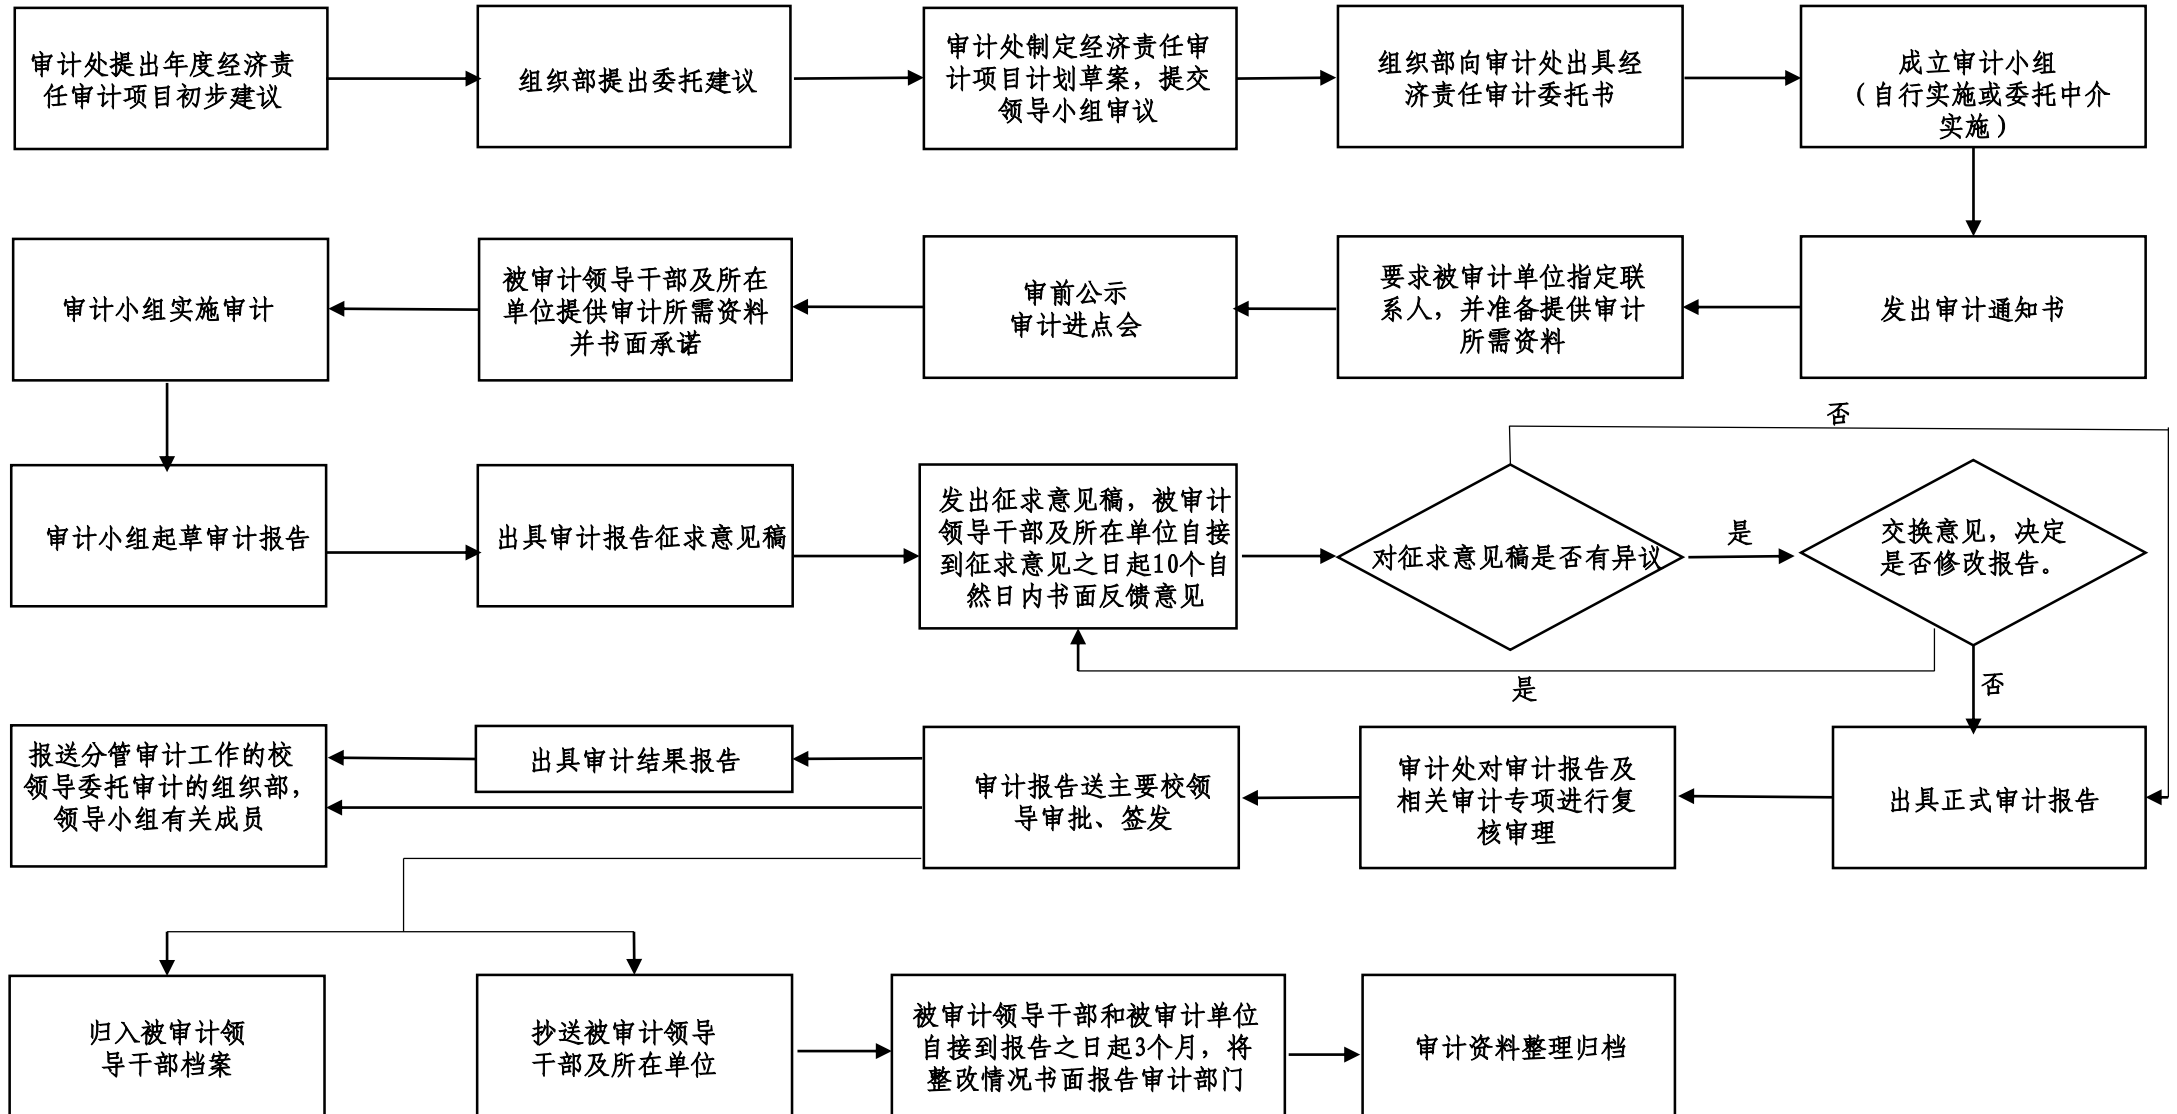 审计处提出年度经济责
任审计项目初步建议
组织部提出委托建议
审计处制定经济责任审
计项目计划草案，提交
领导小组审议
组织部向审计处出具经
济责任审计委托书
成立审计小组
（自行实施或委托中介
实施）
发出审计通知书
要求被审计单位指定联
系人，并准备提供审计
所需资料
审前公示
审计进点会
被审计领导干部及所在
单位提供审计所需资料
并书面承诺
审计小组实施审计
审计小组起草审计报告
出具审计报告征求意见稿
发出征求意见稿，被审计
领导干部及所在单位自接
到征求意见之日起10个自
然日内书面反馈意见
对征求意见稿是否有异议
否
是
交换意见，决定
是否修改报告。
是
否
出具正式审计报告
审计处对审计报告及
相关审计专项进行复
核审理
审计报告送主要校领
导审批、签发
出具审计结果报告
报送分管审计工作的校
领导委托审计的组织部，
领导小组有关成员
归入被审计领
导干部档案
抄送被审计领导
干部及所在单位
被审计领导干部和被审计单位
自接到报告之日起3个月，将
整改情况书面报告审计部门
审计资料整理归档